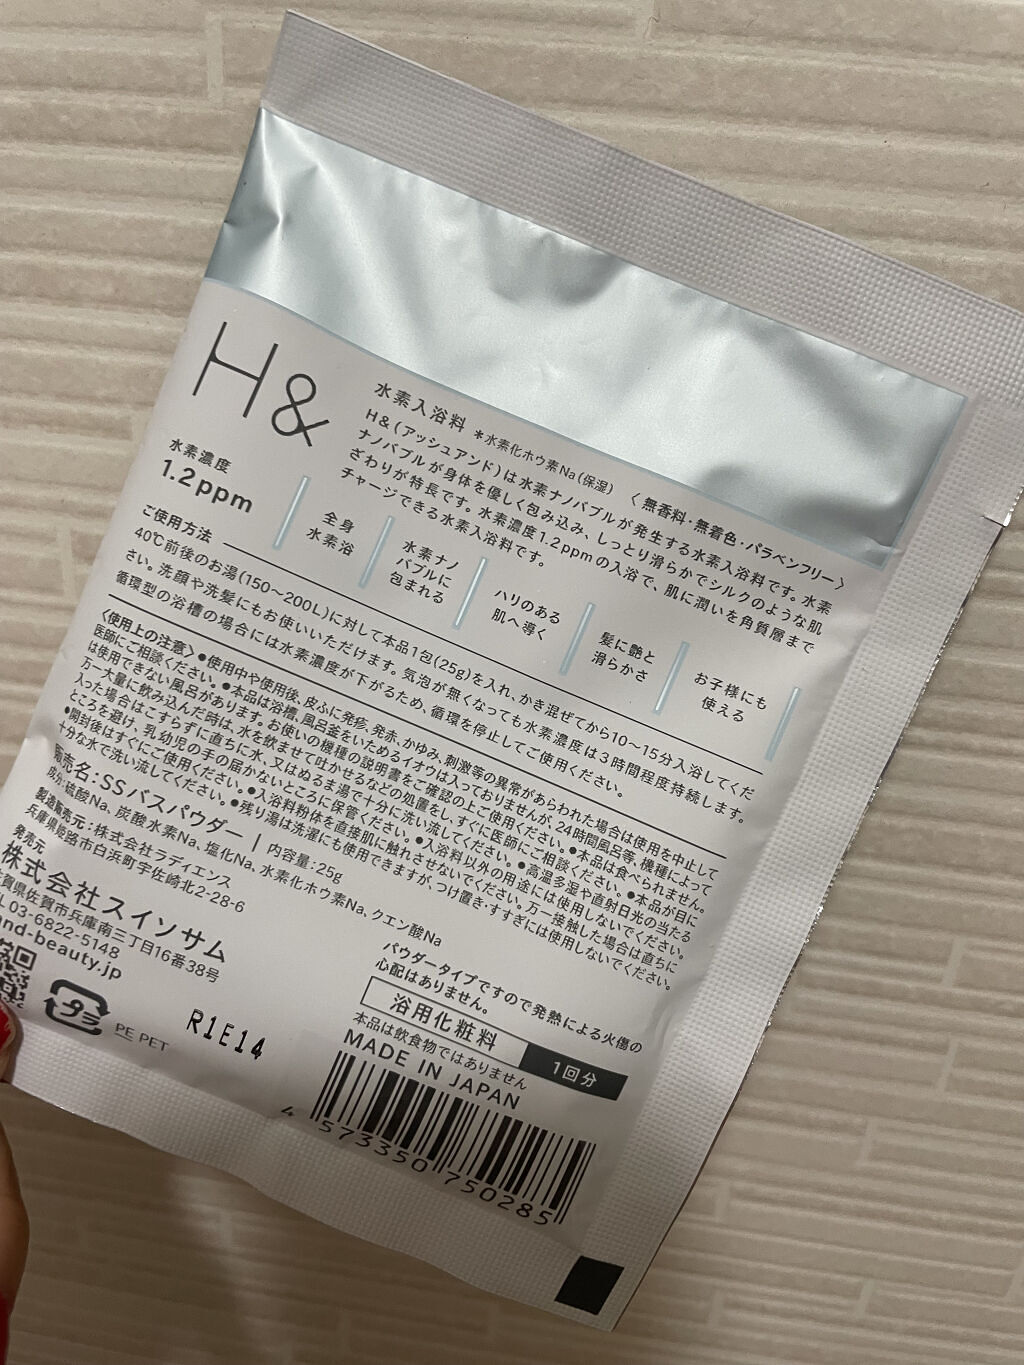 H&
水素入浴料 *水素化ホウ素Na(保湿) 〈無香料・無着色・パラベンフリー〉
H&(アッシュアンド)は水素ナノバブルが発生する水素入浴料です。水素
ナノバブルが身体を優しく包み込み、しっとり滑らかでシルクのような肌
ざわりが特長です。水素濃度1.2ppmの入浴で、肌に潤いを角質層まで
チャージできる水素入浴料です。
水素濃度
1.2ppm
全身
水素浴
水素ナノ
バブルに
包まれる
ハリのある
肌へ導く
髪に艶と
滑らかさ
お子様にも
使える
ご使用方法
40℃前後のお湯(150〜200L)に対して本品1包(25g)を入れ、かき混ぜてから10〜15分入浴してくだ
さい。洗顔や洗髪にもお使いいただけます。気泡が無くなっても水素濃度は3時間程度持続します。
循環型の浴槽の場合には水素濃度が下がるため、循環を停止してご使用ください。
〈使用上の注意〉●使用中や使用後、皮ふに発疹、発赤、かゆみ、刺激等の異常があらわれた場合は使用を中止して
医師にご相談ください。●本品は浴槽、風呂釜をいためるイオウは入っておりませんが、24時間風呂等、機種によって
は使用できない風呂があります。お使いの機種の説明書をご確認の上ご使用ください。●本品は食べられません。
万一大量に飲み込んだ時は、水を飲ませて吐かせるなどの処置をし、すぐに医師にご相談ください。●本品が目に
入った場合はこすらずに直ちに水、又はぬるま湯で十分に洗い流してください。●高温多湿や直射日光の当たる
ところを避け、乳幼児の手の届かないところに保管ください。●入浴料以外の用途には使用しないでください。
●開封後はすぐにご使用ください。●入浴料粉体を直接肌に触れさせないでください。万一接触した場合は直ちに
十分な水で洗い流してください。●残り湯は洗濯にも使用できますが、つけ置き・すすぎには使用しないでください。
販売名:SSバスパウダー | 内容量:25g
成分:硫酸Na、炭酸水素Na、塩化Na、水素化ホウ素Na、クエン酸Na
製造販売元:株式会社ラディエンス
兵庫県姫路市白浜町宇佐崎北2-28-6
発売元
株式会社スイソサム
佐賀県佐賀市兵庫南三丁目16番38号
L 03-6822-5148
and-beauty.jp
プラ
PE PET
R1E14
パウダータイプですので発熱による火傷の
心配はありません。
浴用化粧料
1回分
本品は飲食物ではありません
MADE IN JAPAN
4 573350 750285